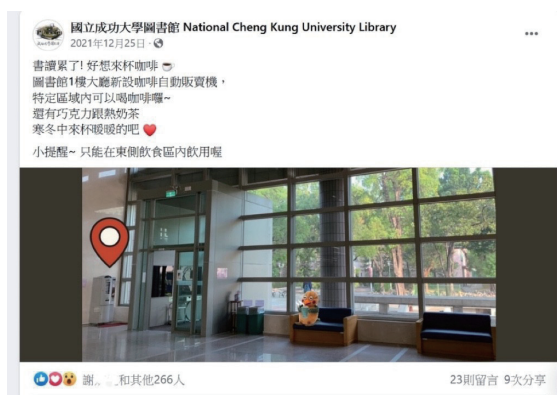 國立成功大學圖書館 National Cheng Kung University Library
2021年12月25日
書讀累了! 好想來杯咖啡
圖書館1樓大廳新設咖啡自動販賣機，
特定區域內可以喝咖啡囉~
還有巧克力跟熱奶茶
寒冬中來杯暖暖的吧
小提醒~ 只能在東側飲食區內飲用喔
謝 和其他266人
23則留言 9次分享